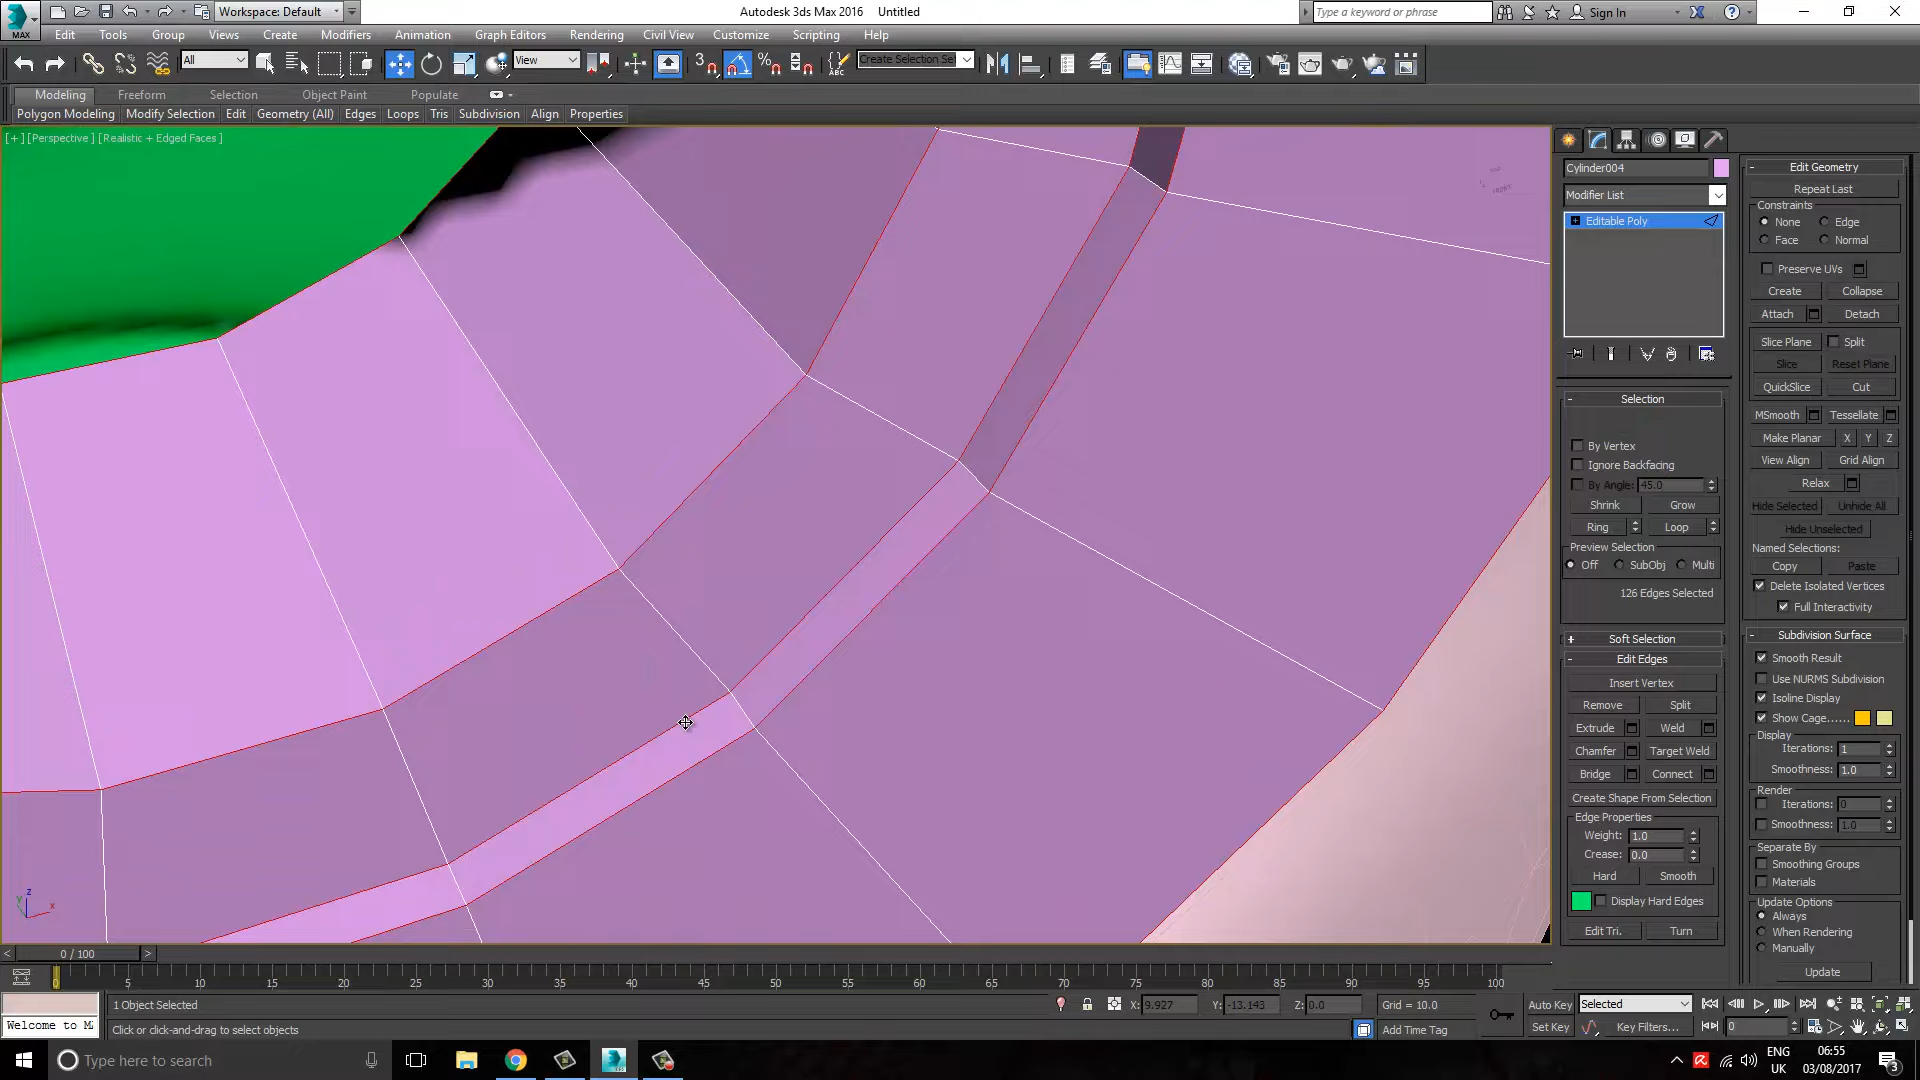 Workspace: Default
Autodesk 3ds Max 2016 Untitled
Type a keyword or phrase
Sign In
MAX
Edit Tools Group Views Create Modifiers Animation Graph Editors Rendering Civil View Customize Scripting Help
All
View
3
ABC
Create Selection Se
Modeling Freeform Selection Object Paint Populate
Polygon Modeling Modify Selection Edit Geometry (All) Edges Loops Tris Subdivision Align Properties
[+] [Perspective] [Realistic + Edged Faces]
Cylinder004
Modifier List
Editable Poly
Selection
By Vertex
Ignore Backfacing
By Angle: 45.0
Shrink Grow
Ring Loop
Preview Selection
Off SubObj Multi
126 Edges Selected
Soft Selection
Edit Edges
Insert Vertex
Remove Split
Extrude Weld
Chamfer Target Weld
Bridge Connect
Create Shape From Selection
Edge Properties
Weight: 1.0
Crease: 0.0
Hard Smooth
Display Hard Edges
Edit Tri. Turn
Edit Geometry
Repeat Last
Constraints
None Edge
Face Normal
Preserve UVs
Create Collapse
Attach Detach
Slice Plane Split
Slice Reset Plane
QuickSlice Cut
MSmooth Tessellate
Make Planar X Y Z
View Align Grid Align
Relax
Hide Selected Unhide All
Hide Unselected
Named Selections:
Copy Paste
Delete Isolated Vertices
Full Interactivity
Subdivision Surface
Smooth Result
Use NURMS Subdivision
Isoline Display
Show Cage......
Display
Iterations: 1
Smoothness: 1.0
Render
Iterations: 0
Smoothness: 1.0
Separate By
Smoothing Groups
Materials
Update Options
Always
When Rendering
Manually
Update
z
y
x
< 0 / 100 >
0 5 10 15 20 25 30 35 40 45 50 55 60 65 70 75 80 85 90 95 100
1 Object Selected
X: 9.927 Y: -13.143 Z: 0.0 Grid = 10.0
Auto Key Selected
Welcome to M
Click or click-and-drag to select objects
Add Time Tag
Set Key Key Filters... 0
Type here to search
ENG
UK
06:55
03/08/2017
3